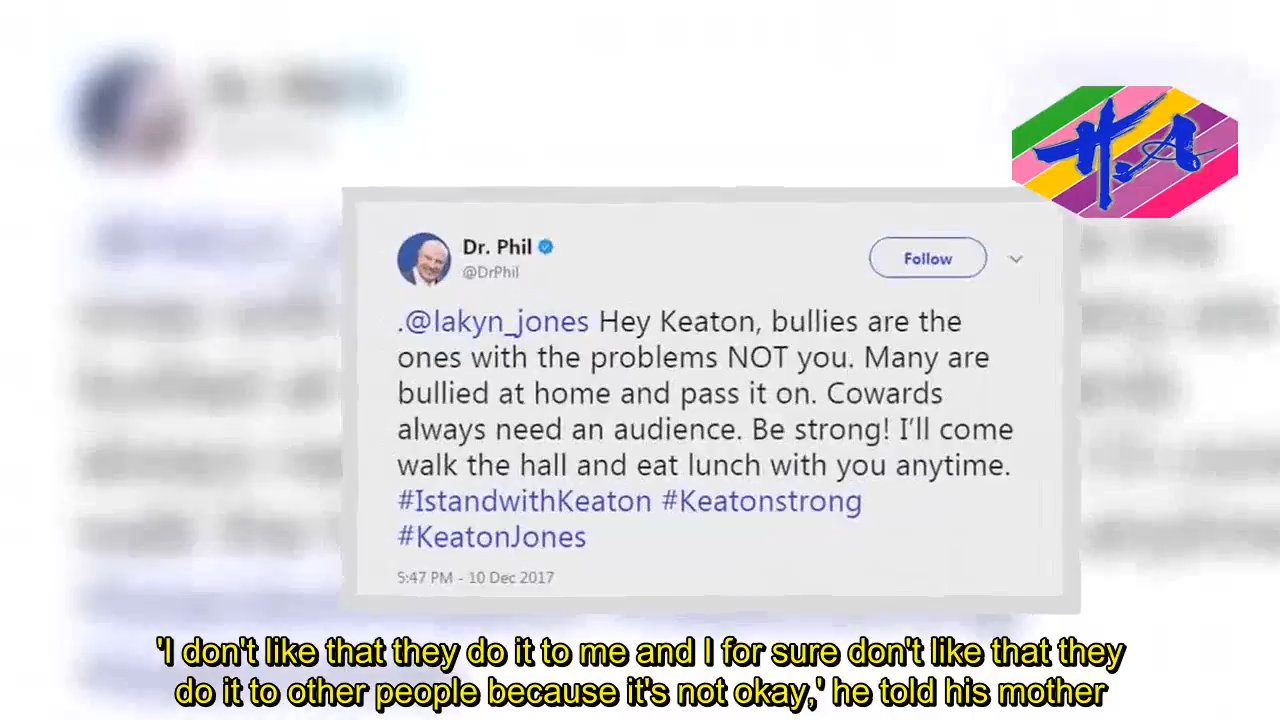 Dr. Phil
@DrPhil
Follow
.@lakyn_jones Hey Keaton, bullies are the
ones with the problems NOT you. Many are
bullied at home and pass it on. Cowards
always need an audience. Be strong! I'll come
walk the hall and eat lunch with you anytime.
#IstandwithKeaton #Keatonstrong
#KeatonJones
5:47 PM - 10 Dec 2017
'I don't like that they do it to me and I for sure don't like that they
do it to other people because it's not okay,' he told his mother